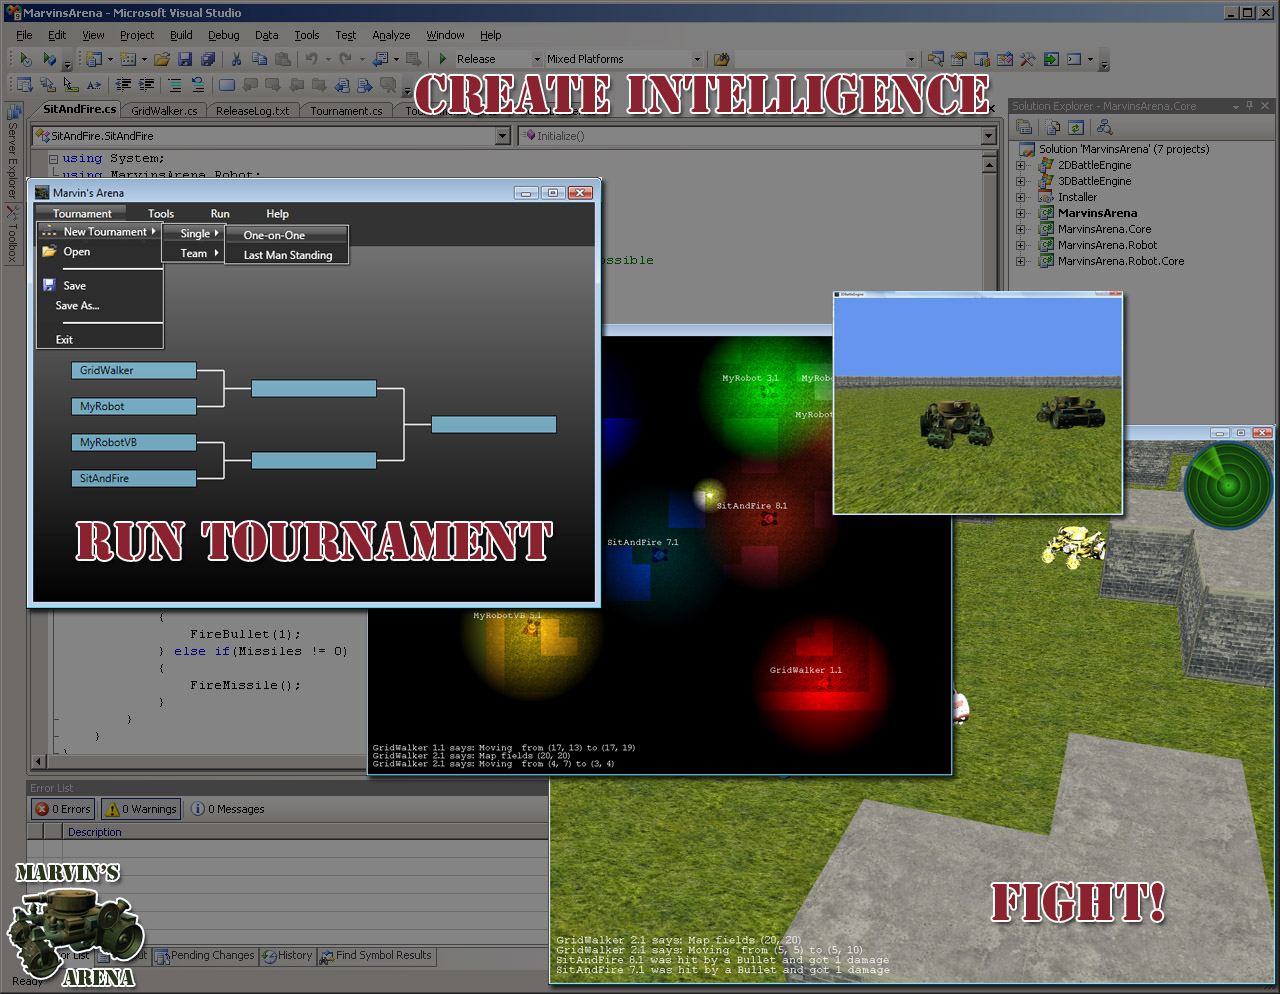 MarvinsArena - Microsoft Visual Studio
File Edit View Project Build Debug Data Tools Test Analyze Window Help
Release Mixed Platforms
CREATE INTELLIGENCE
SitAndFire.cs GridWalker.cs ReleaseLog.txt Tournament.cs
Solution Explorer - MarvinsArena.Core
SitAndFire.SitAndFire Initialize()
Server Explorer
Toolbox
using System;
using MarvinsArena.Robot;
Solution 'MarvinsArena' (7 projects)
2DBattleEngine
3DBattleEngine
Installer
MarvinsArena
MarvinsArena.Core
MarvinsArena.Robot
MarvinsArena.Robot.Core
Marvin's Arena
Tournament Tools Run Help
New Tournament Single One-on-One
Open Team Last Man Standing
Save
Save As...
Exit
GridWalker
MyRobot
MyRobotVB
SitAndFire
RUN TOURNAMENT
MyRobot 3.1
SitAndFire 8.1
SitAndFire 7.1
MyRobotVB 5.1
GridWalker 1.1
GridWalker 1.1 says: Moving from (17, 13) to (17, 19)
GridWalker 2.1 says: Map fields (20, 20)
GridWalker 2.1 says: Moving from (4, 7) to (3, 4)
{
FireBullet(1);
} else if(Missiles != 0)
{
FireMissile();
}
}
}
Error List
0 Errors 0 Warnings 0 Messages
Description
MARVIN'S
ARENA
Pending Changes History Find Symbol Results
Ready
FIGHT!
GridWalker 2.1 says: Map fields (20, 20)
GridWalker 2.1 says: Moving from (5, 5) to (5, 10)
SitAndFire 8.1 was hit by a Bullet and got 1 damage
SitAndFire 7.1 was hit by a Bullet and got 1 damage